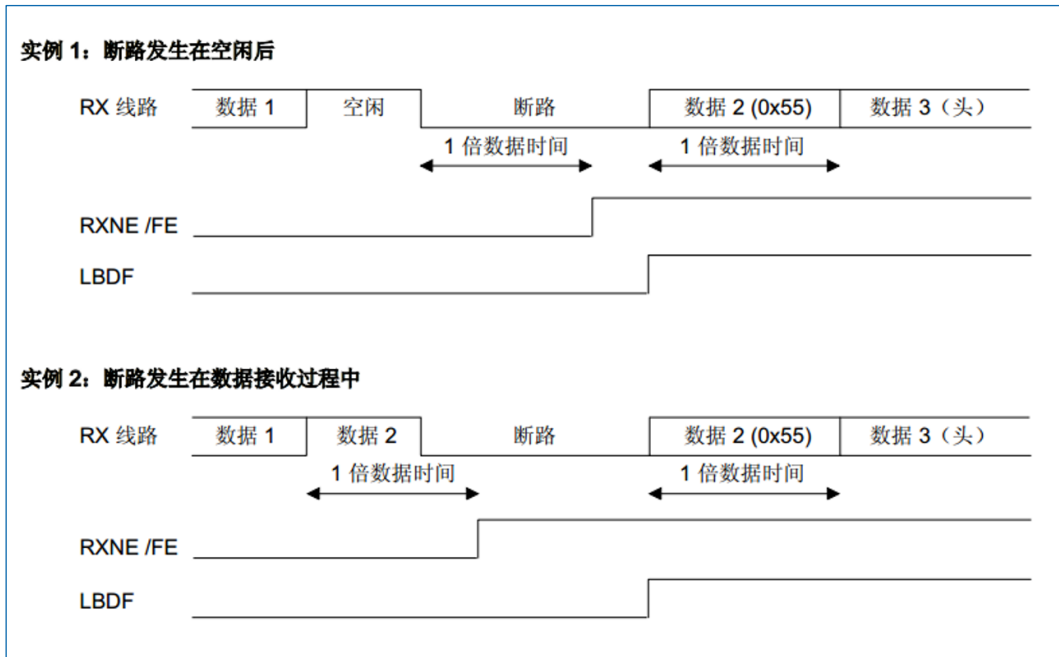 实例 1：断路发生在空闲后
RX 线路 数据 1 空闲 断路 数据 2 (0x55) 数据 3（头）
1 倍数据时间 1 倍数据时间
RXNE /FE
LBDF
实例 2：断路发生在数据接收过程中
RX 线路 数据 1 数据 2 断路 数据 2 (0x55) 数据 3（头）
1 倍数据时间 1 倍数据时间
RXNE /FE
LBDF